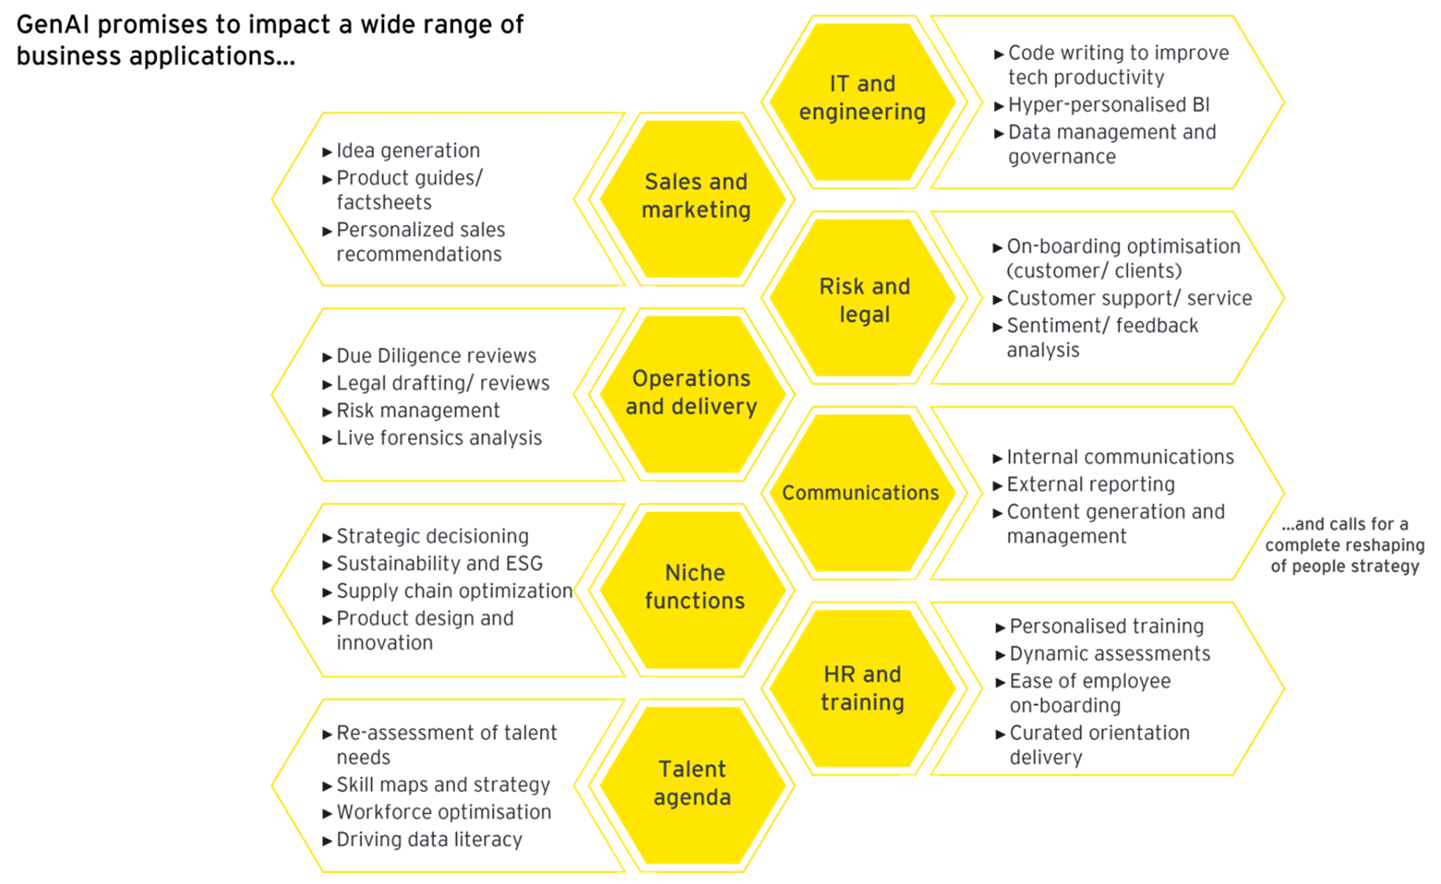 GenAI promises to impact a wide range of
business applications...
IT and
engineering
► Code writing to improve
tech productivity
► Hyper-personalised BI
► Data management and
governance
► Idea generation
► Product guides/
factsheets
► Personalized sales
recommendations
Sales and
marketing
Risk and
legal
► On-boarding optimisation
(customer/ clients)
► Customer support/ service
► Sentiment/ feedback
analysis
► Due Diligence reviews
► Legal drafting/ reviews
► Risk management
► Live forensics analysis
Operations
and delivery
Communications
► Internal communications
► External reporting
► Content generation and
management
...and calls for a
complete reshaping
of people strategy
► Strategic decisioning
► Sustainability and ESG
► Supply chain optimization
► Product design and
innovation
Niche
functions
HR and
training
► Personalised training
► Dynamic assessments
► Ease of employee
on-boarding
► Curated orientation
delivery
► Re-assessment of talent
needs
► Skill maps and strategy
► Workforce optimisation
► Driving data literacy
Talent
agenda